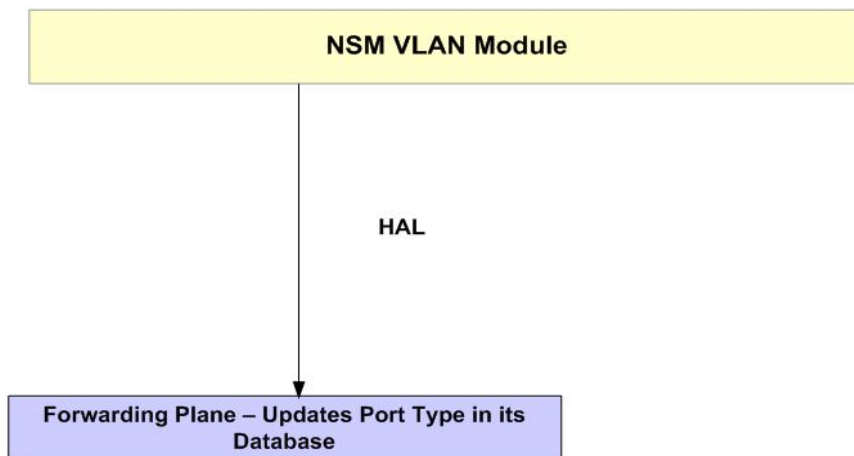 NSM VLAN Module
HAL
Forwarding Plane – Updates Port Type in its
Database